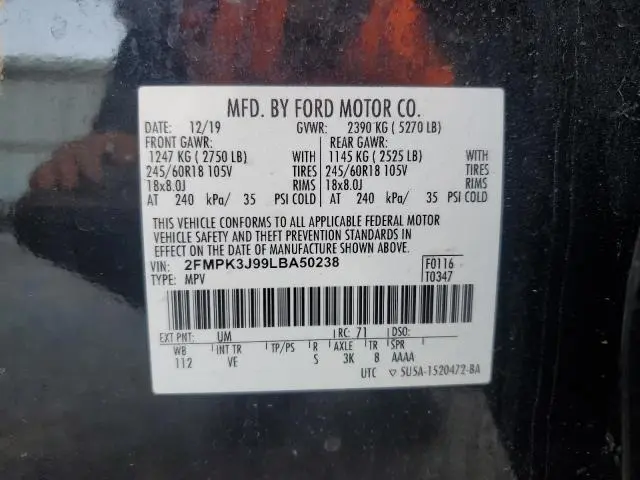 MFD. BY FORD MOTOR CO.
DATE: 12/19 GVWR: 2390 KG ( 5270 LB)
FRONT GAWR: REAR GAWR:
1247 KG ( 2750 LB) WITH 1145 KG ( 2525 LB) WITH
245/60R18 105V TIRES 245/60R18 105V TIRES
18x8.0J RIMS 18x8.0J RIMS
AT 240 kPa/ 35 PSI COLD AT 240 kPa/ 35 PSI COLD
THIS VEHICLE CONFORMS TO ALL APPLICABLE FEDERAL MOTOR
VEHICLE SAFETY AND THEFT PREVENTION STANDARDS IN
EFFECT ON THE DATE OF MANUFACTURE SHOWN ABOVE.
VIN: 2FMPK3J99LBA50238 F0116
TYPE: MPV T0347
EXT PNT: UM RC: 71 DSO:
WB INT TR TP/PS R AXLE TR SPR
112 VE S 3K 8 AAAA
UTC ▽ SU5A-1520472-BA